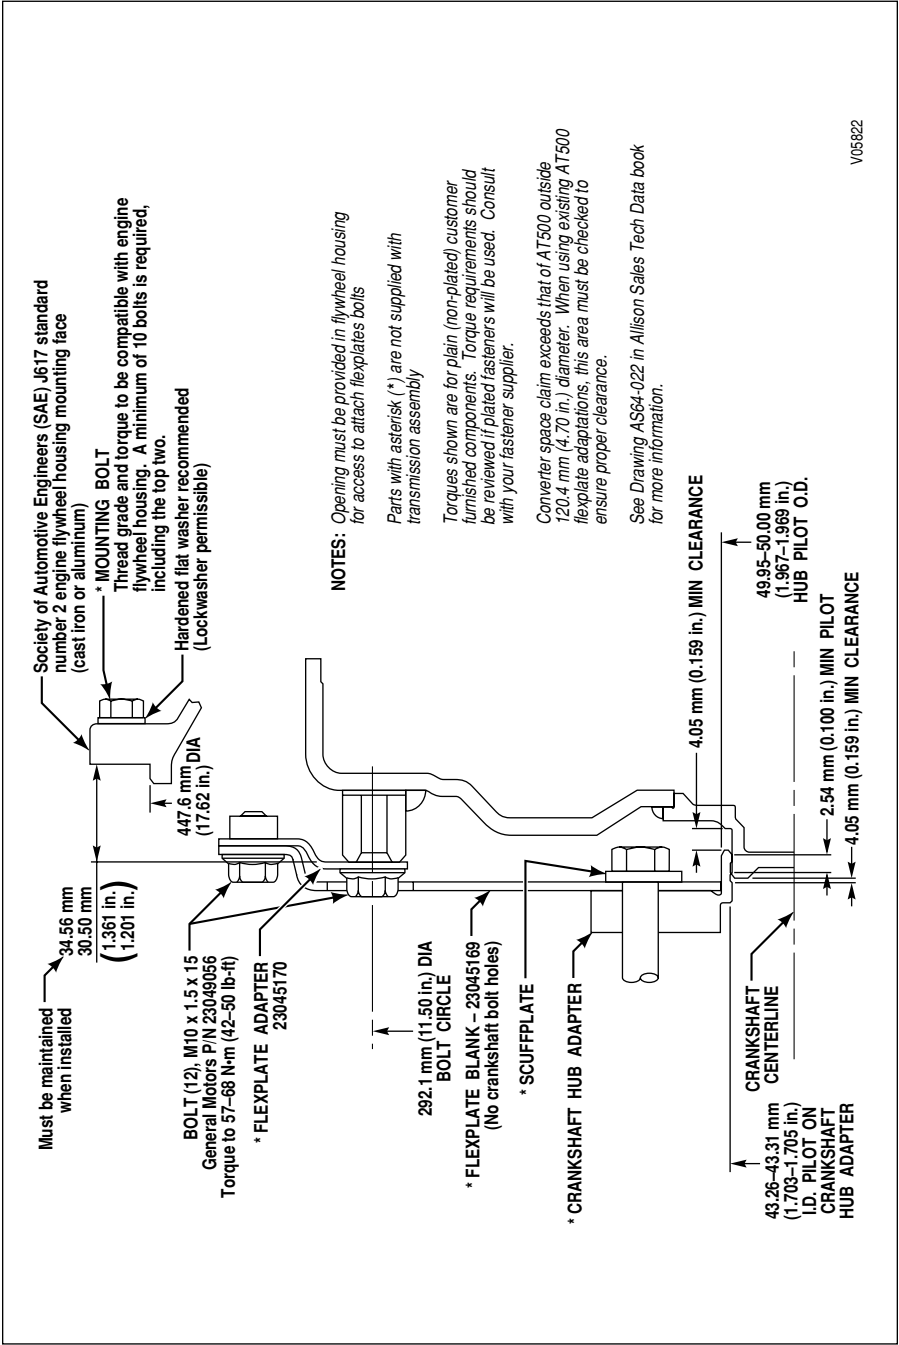 Society of Automotive Engineers (SAE) J617 standard
number 2 engine flywheel housing mounting face
(cast iron or aluminum)
* MOUNTING BOLT
Thread grade and torque to be compatible with engine
flywheel housing. A minimum of 10 bolts is required,
including the top two.
Hardened flat washer recommended
(Lockwasher permissible)
Must be maintained
when installed
34.56 mm
30.50 mm
(1.361 in.
1.201 in.)
447.6 mm DIA
(17.62 in.)
BOLT (12), M10 x 1.5 x 15
General Motors P/N 23049056
Torque to 57–68 N•m (42–50 lb-ft)
* FLEXPLATE ADAPTER
23045170
292.1 mm (11.50 in.) DIA
BOLT CIRCLE
* FLEXPLATE BLANK – 23045169
(No crankshaft bolt holes)
* SCUFFPLATE
* CRANKSHAFT HUB ADAPTER
CRANKSHAFT
CENTERLINE
43.26–43.31 mm
(1.703–1.705 in.)
I.D. PILOT ON
CRANKSHAFT
HUB ADAPTER
NOTES: Opening must be provided in flywheel housing
for access to attach flexplates bolts
Parts with asterisk (*) are not supplied with
transmission assembly
Torques shown are for plain (non-plated) customer
furnished components. Torque requirements should
be reviewed if plated fasteners will be used. Consult
with your fastener supplier.
Converter space claim exceeds that of AT500 outside
120.4 mm (4.70 in.) diameter. When using existing AT500
flexplate adaptations, this area must be checked to
ensure proper clearance.
See Drawing AS64-022 in Allison Sales Tech Data book
for more information.
4.05 mm (0.159 in.) MIN CLEARANCE
49.95–50.00 mm
(1.967–1.969 in.)
HUB PILOT O.D.
2.54 mm (0.100 in.) MIN PILOT
4.05 mm (0.159 in.) MIN CLEARANCE
V05822